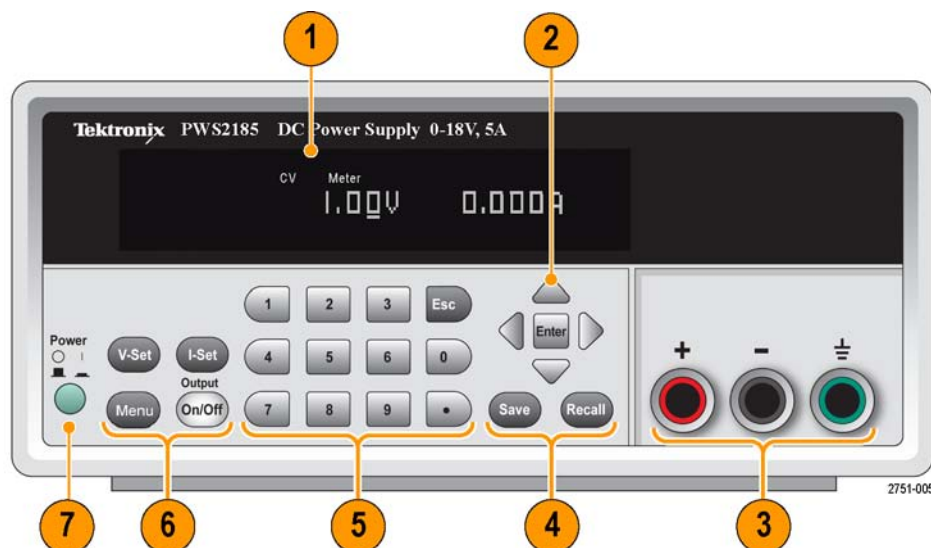 1
2
Tektronix PWS2185 DC Power Supply 0-18V, 5A
CV Meter
1.00V 0.000A
1 2 3 Esc
Enter
Power
V-Set I-Set
4 5 6 0
+ -
Output
Menu On/Off
7 8 9 •
Save Recall
2751-005
7
6
5
4
3